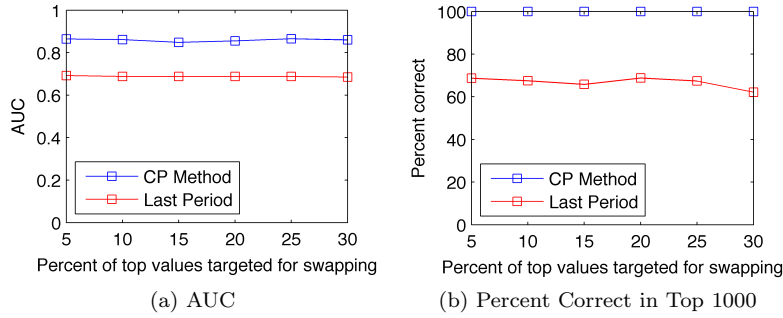 1
0.8
0.6
0.4
0.2
0
AUC
CP Method
Last Period
5 10 15 20 25 30
Percent of top values targeted for swapping
(a) AUC
100
80
60
40
20
0
Percent correct
CP Method
Last Period
5 10 15 20 25 30
Percent of top values targeted for swapping
(b) Percent Correct in Top 1000